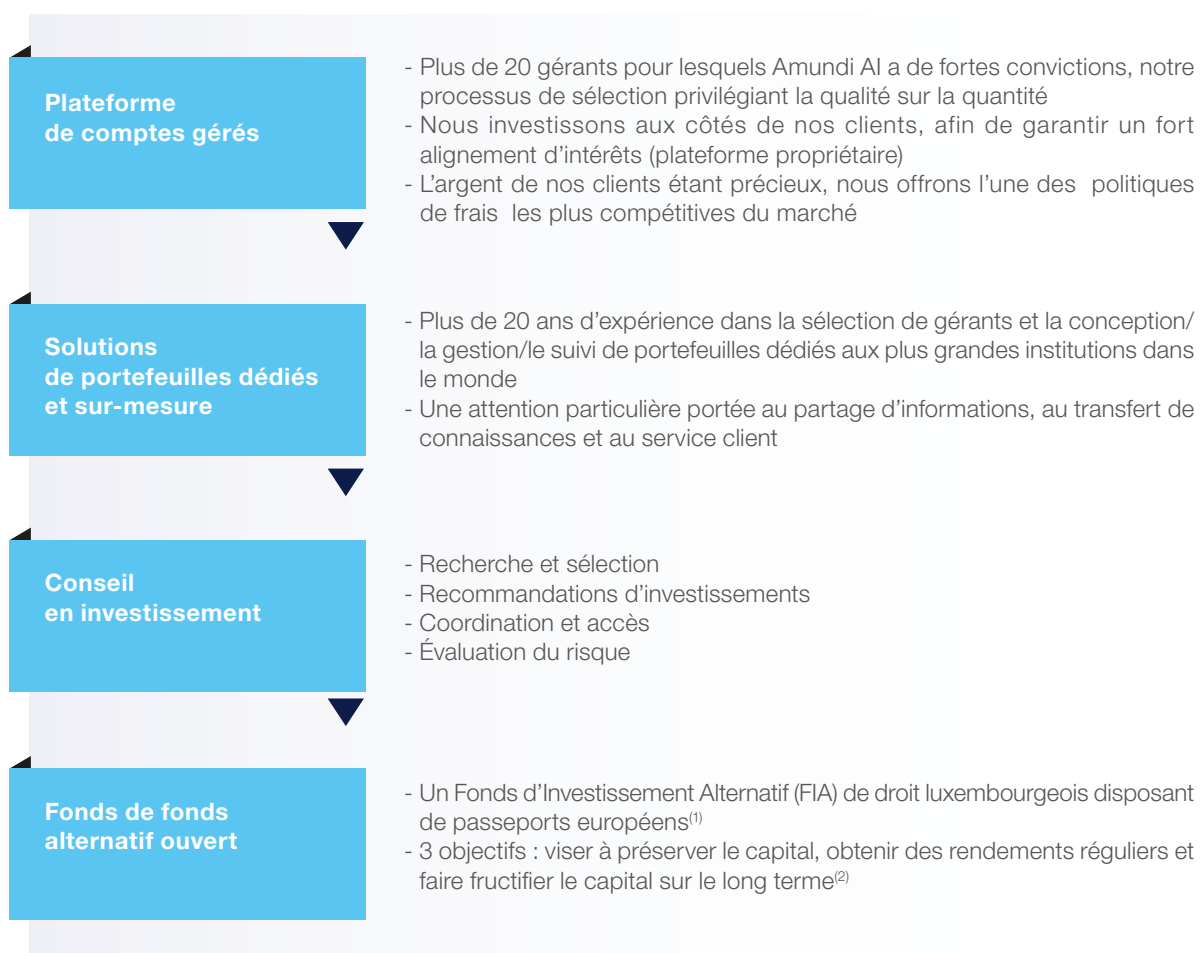 Plateforme
de comptes gérés
- Plus de 20 gérants pour lesquels Amundi AI a de fortes convictions, notre
processus de sélection privilégiant la qualité sur la quantité
- Nous investissons aux côtés de nos clients, afin de garantir un fort
alignement d’intérêts (plateforme propriétaire)
- L’argent de nos clients étant précieux, nous offrons l’une des politiques
de frais les plus compétitives du marché
Solutions
de portefeuilles dédiés
et sur-mesure
- Plus de 20 ans d’expérience dans la sélection de gérants et la conception/
la gestion/le suivi de portefeuilles dédiés aux plus grandes institutions dans
le monde
- Une attention particulière portée au partage d’informations, au transfert de
connaissances et au service client
Conseil
en investissement
- Recherche et sélection
- Recommandations d’investissements
- Coordination et accès
- Évaluation du risque
Fonds de fonds
alternatif ouvert
- Un Fonds d’Investissement Alternatif (FIA) de droit luxembourgeois disposant
de passeports européens(1)
- 3 objectifs : viser à préserver le capital, obtenir des rendements réguliers et
faire fructifier le capital sur le long terme(2)